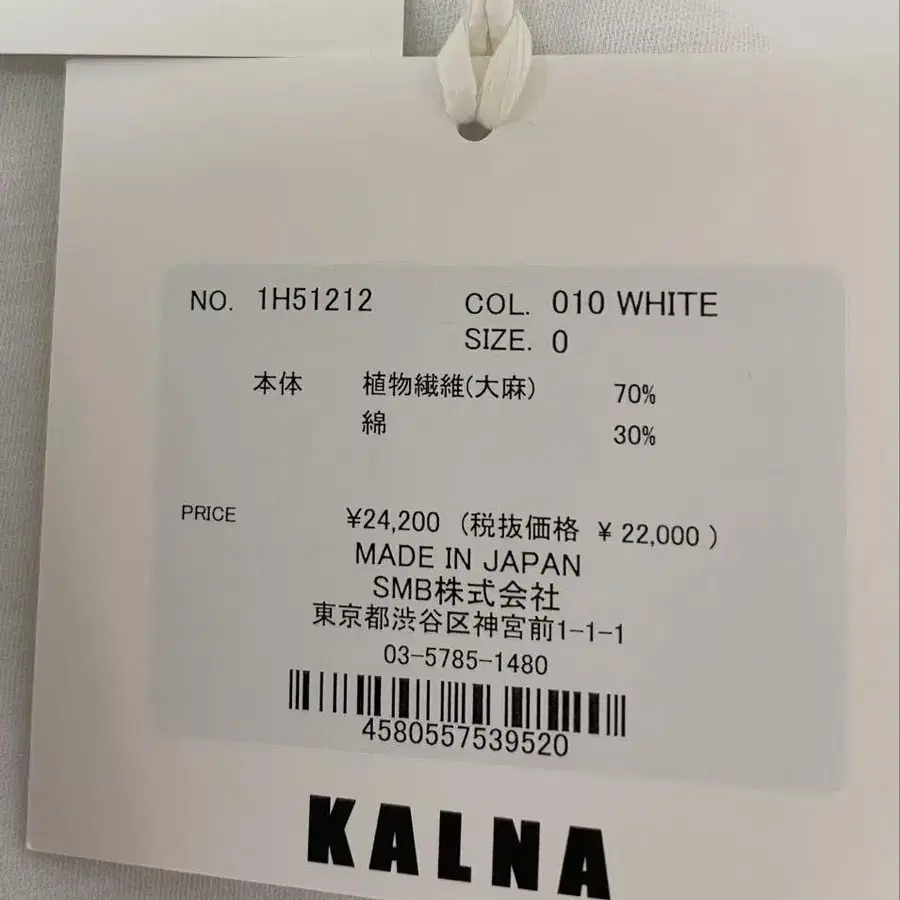 NO. 1H51212 COL. 010 WHITE
SIZE. 0
本体 植物繊維(大麻) 70%
綿 30%
PRICE ¥24,200 (税抜価格 ¥22,000)
MADE IN JAPAN
SMB株式会社
東京都渋谷区神宮前1-1-1
03-5785-1480
4580557539520
KALNA